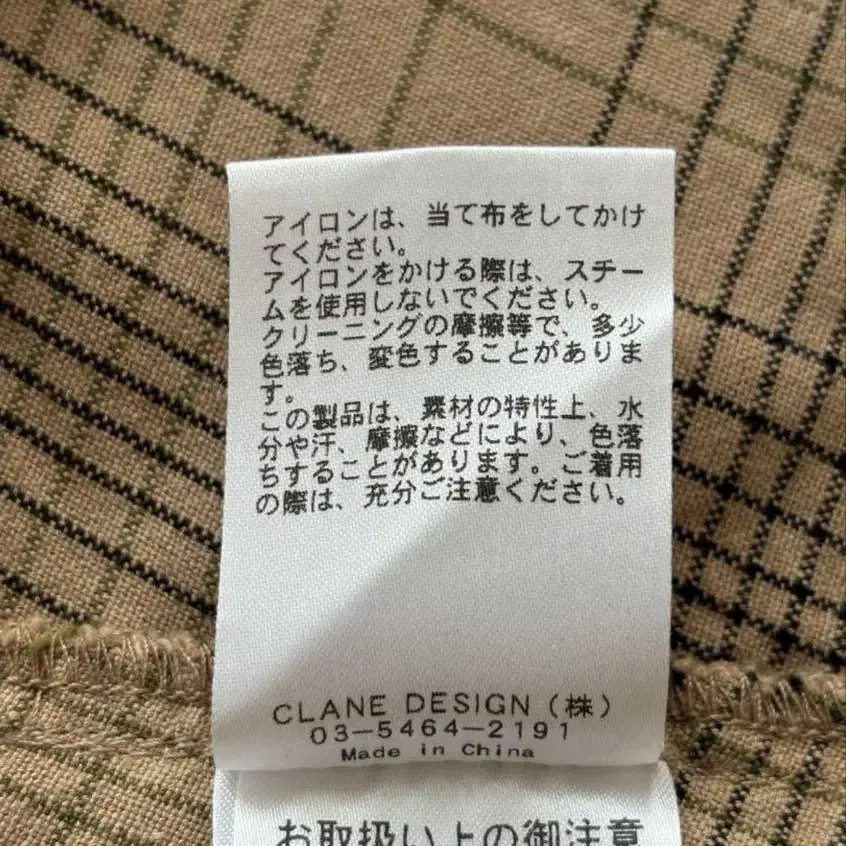 アイロンは、当て布をしてかけ
てください。
アイロンをかける際は、スチー
ムを使用しないでください。
クリーニングの摩擦等で、多少
色落ち、変色することがありま
す。
この製品は、素材の特性上、水
分や汗、摩擦などにより、色落
ちすることがあります。ご着用
の際は、充分ご注意ください。
CLANE DESIGN（株）
03-5464-2191
Made in China
お取扱い上の御注意